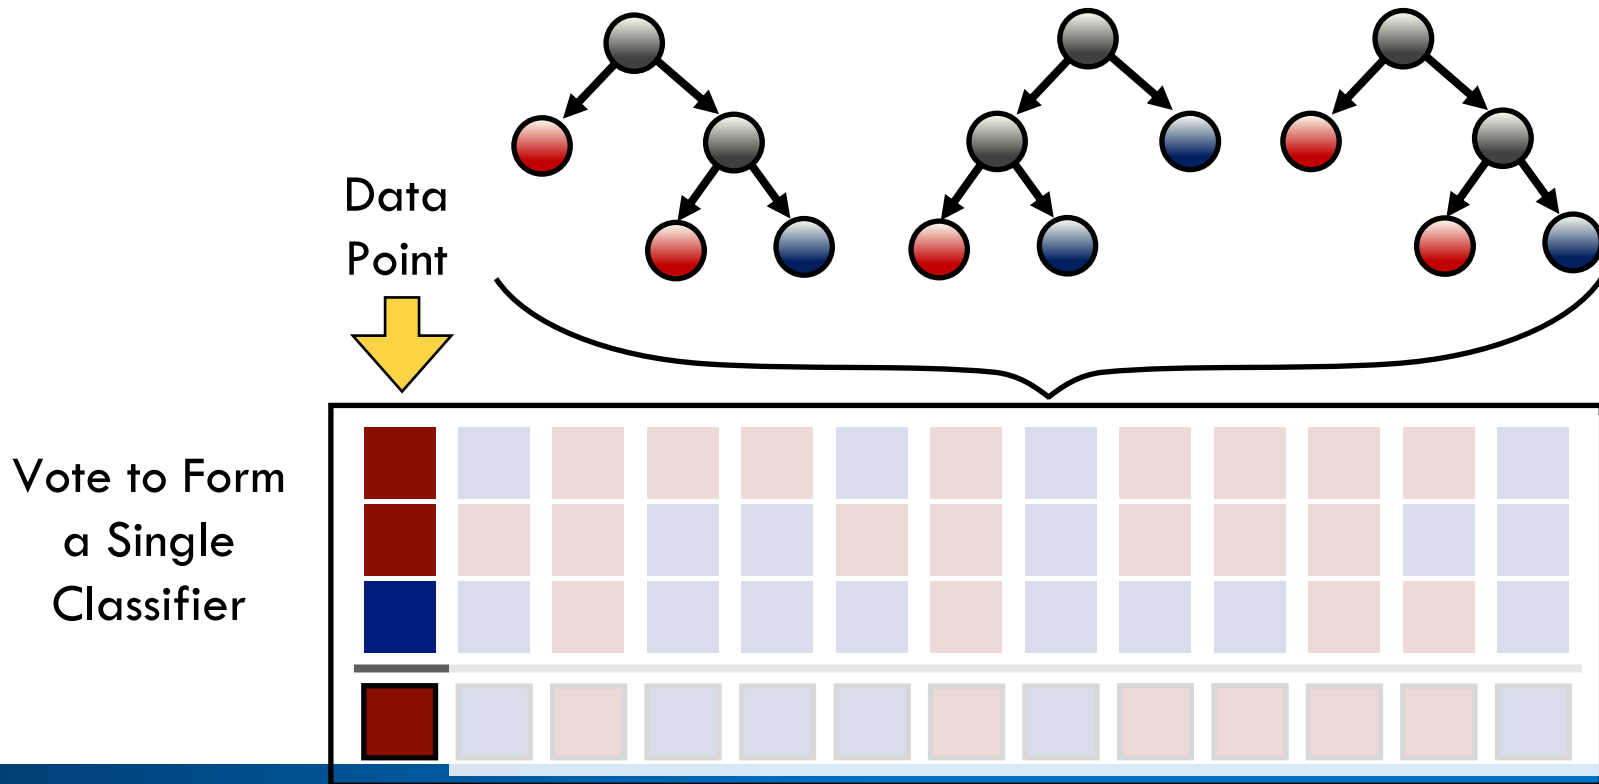 Data
Point
Vote to Form
a Single
Classifier